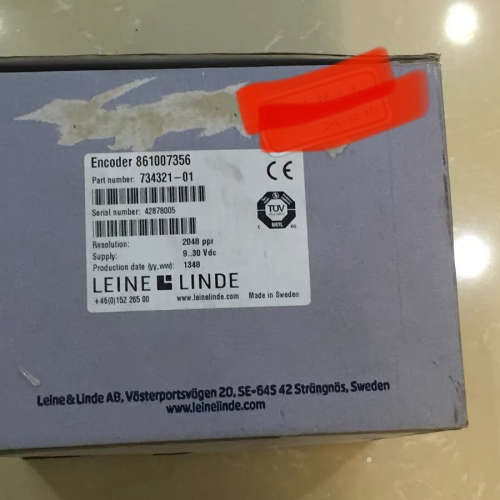 Encoder 861007356
Part number: 734321-01
CE
Serial number: 42878005
TÜV
Resolution: 2048 ppr
Supply: 9..30 Vdc
Production date (yy,ww): 1348
LEINE LINDE
+46(0)152 265 00 www.leinelinde.com Made in Sweden
Leine & Linde AB, Västerportsvägen 20, SE-645 42 Strängnäs, Sweden
www.leinelinde.com